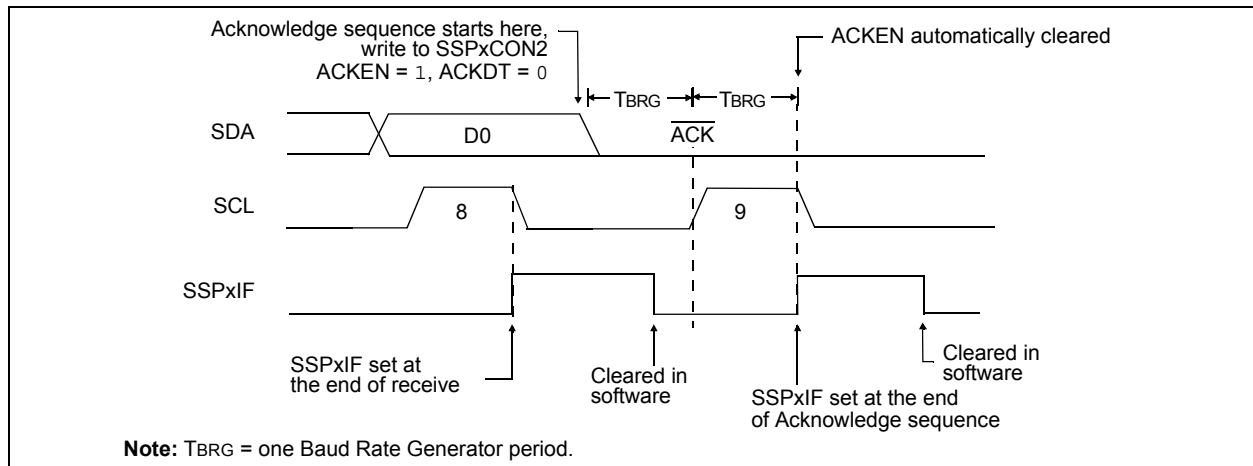 Acknowledge sequence starts here,
write to SSPxCON2
ACKEN = 1, ACKDT = 0
ACKEN automatically cleared
TBRG
TBRG
SDA
D0
ACK
SCL
8
9
SSPxIF
SSPxIF set at
the end of receive
Cleared in
software
SSPxIF set at the end
of Acknowledge sequence
Cleared in
software
Note: TBRG = one Baud Rate Generator period.